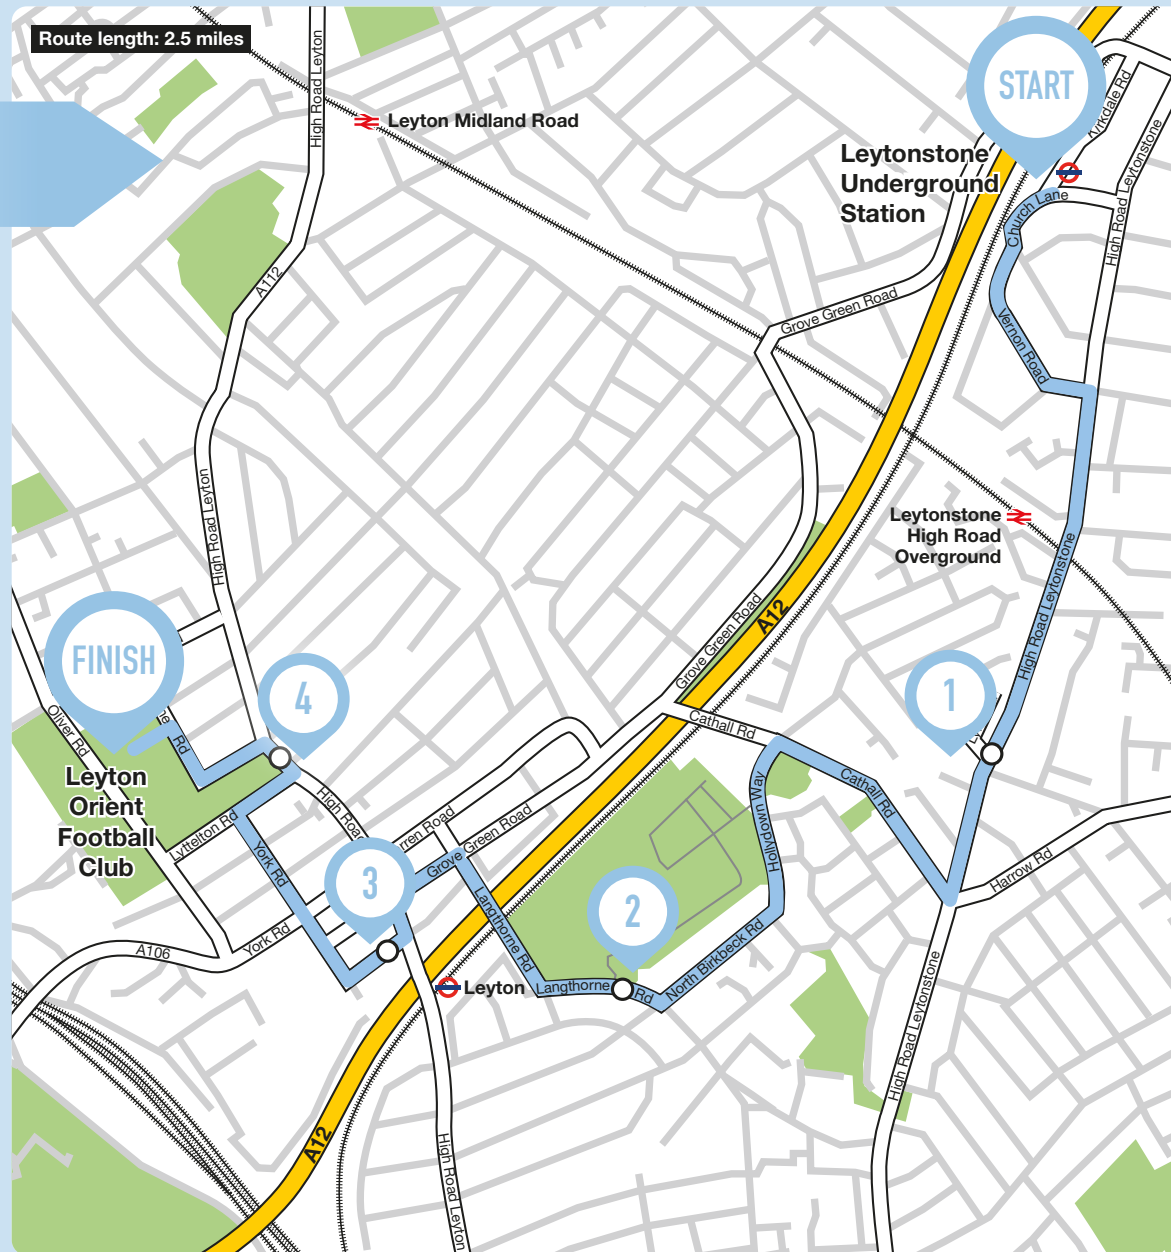 Route length: 2.5 miles
START
High Road Leyton
Leyton Midland Road
Kirkdale Rd
Leytonstone
Underground
Station
High Road Leytonstone
Church Lane
A112
Grove Green Road
Vernon Road
High Road Leyton
Leytonstone
High Road
Overground
High Road Leytonstone
A12
Grove Green Road
FINISH
4
1
Oliver Rd
Rd
Cathall Rd
Leyton
Orient
Football
Club
Cathall Rd
Hollydown Way
High Road
Lyttelton Rd
Grove Green Road
York Rd
3
Harrow Rd
2
Langthorne Rd
A106
York Rd
North Birkbeck Rd
Leyton
Langthorne
Rd
High Road Leytonstone
A12
High Road Leyton